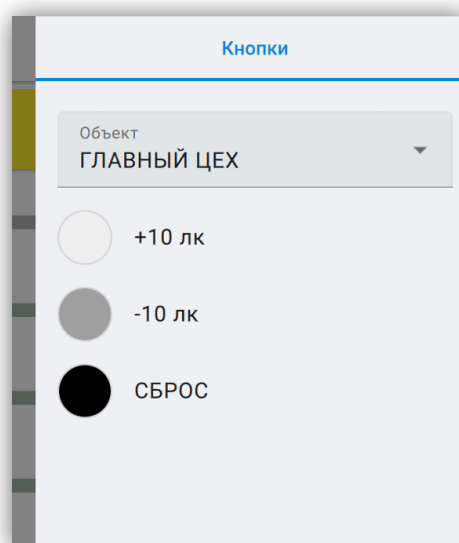 Кнопки
Объект
ГЛАВНЫЙ ЦЕХ
+10 лк
-10 лк
СБРОС